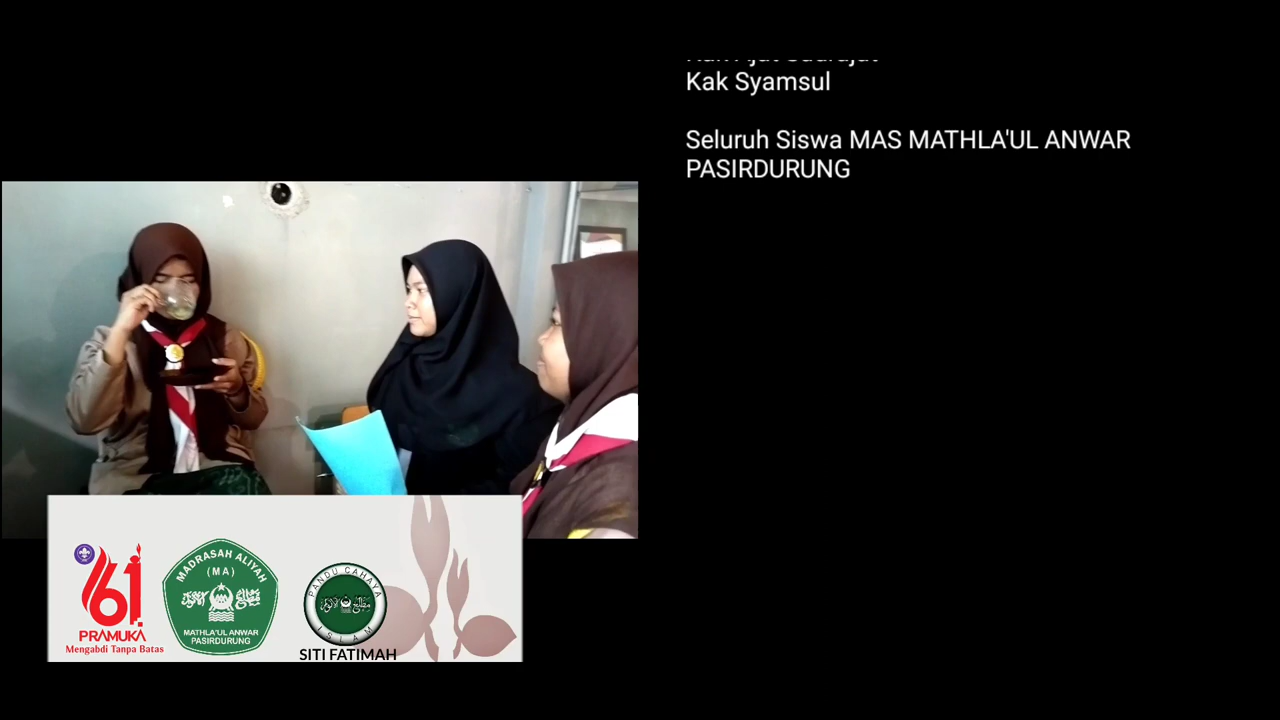 Kak Syamsul
Seluruh Siswa MAS MATHLA'UL ANWAR
PASIRDURUNG
61
PRAMUKA
Mengabdi Tanpa Batas
MADRASAH ALIYAH
(MA)
MATHLA'UL ANWAR
PASIRDURUNG
PANDU CAHAYA
ISLAM
SITI FATIMAH